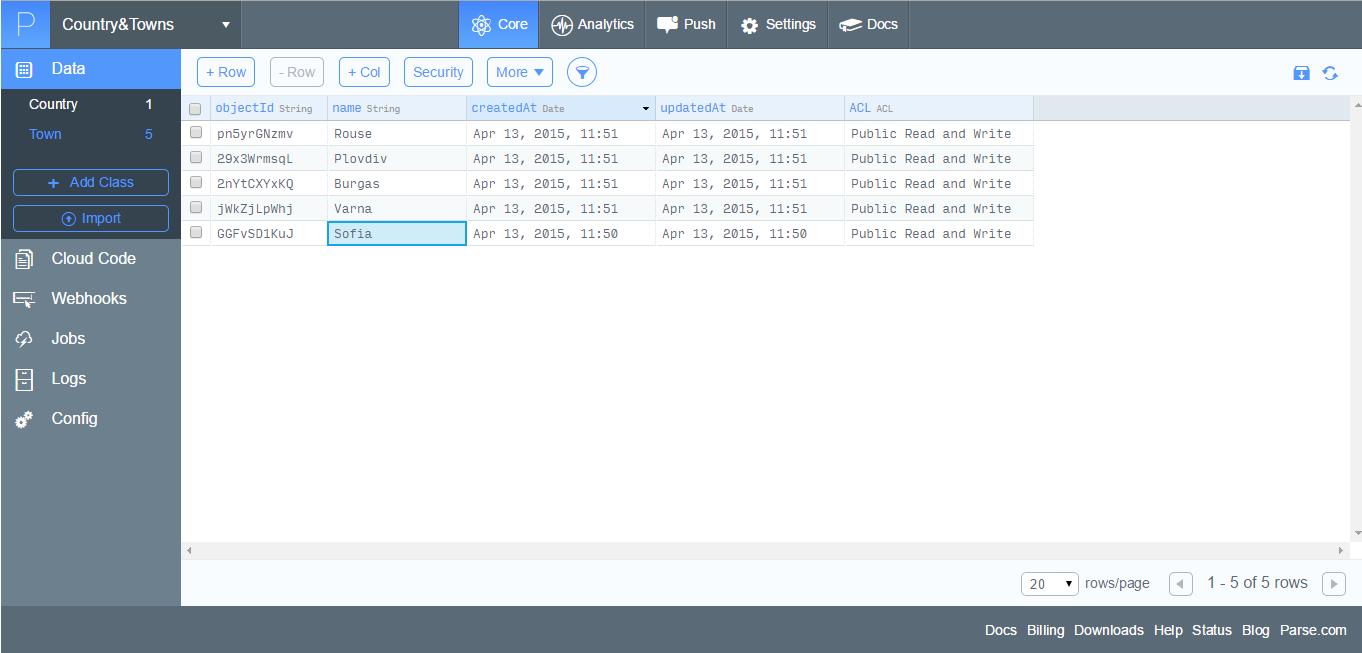 P Country&Towns Core Analytics Push Settings Docs
Data
Country 1
Town 5
+ Add Class
Import
Cloud Code
Webhooks
Jobs
Logs
Config
+ Row - Row + Col Security More
objectId String name String createdAt Date updatedAt Date ACL ACL
pn5yrGNzmv Rouse Apr 13, 2015, 11:51 Apr 13, 2015, 11:51 Public Read and Write
29x3WrmsqL Plovdiv Apr 13, 2015, 11:51 Apr 13, 2015, 11:51 Public Read and Write
2nYtCXYxKQ Burgas Apr 13, 2015, 11:51 Apr 13, 2015, 11:51 Public Read and Write
jWkZjLpWhj Varna Apr 13, 2015, 11:51 Apr 13, 2015, 11:51 Public Read and Write
GGFvSD1KuJ Sofia Apr 13, 2015, 11:50 Apr 13, 2015, 11:50 Public Read and Write
20 rows/page 1 - 5 of 5 rows
Docs Billing Downloads Help Status Blog Parse.com